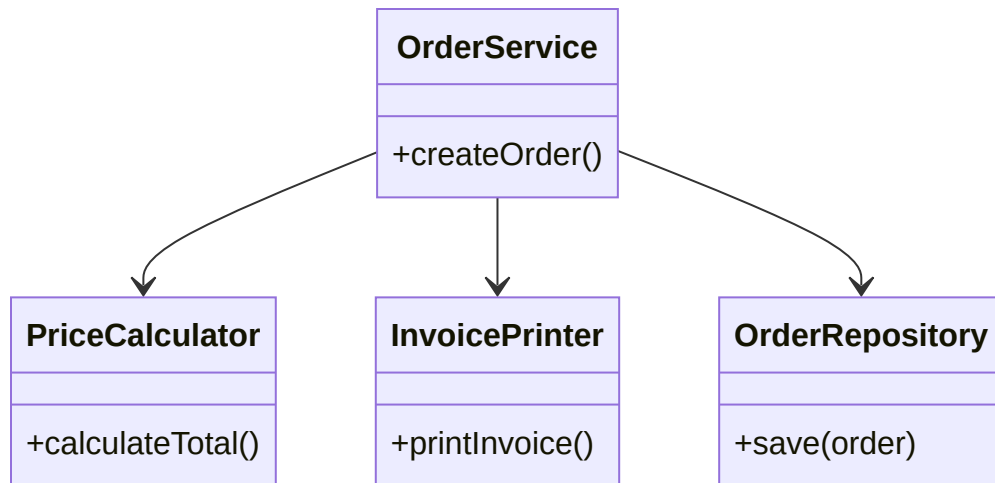 OrderService
+createOrder()
PriceCalculator
+calculateTotal()
InvoicePrinter
+printInvoice()
OrderRepository
+save(order)